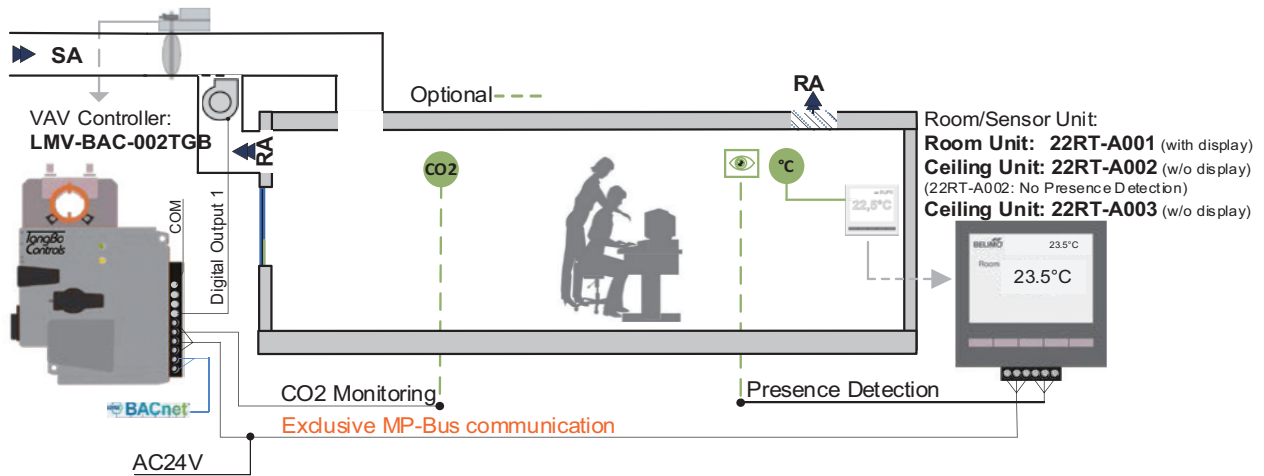 SA
Optional
RA
VAV Controller:
LMV-BAC-002TGB
RA
CO2
°C
22,5°C
Room/Sensor Unit:
Room Unit: 22RT-A001 (with display)
Ceiling Unit: 22RT-A002 (w/o display)
(22RT-A002: No Presence Detection)
Ceiling Unit: 22RT-A003 (w/o display)
TongBo
Controls
COM
Digital Output 1
BELIMO
23.5°C
Room
23.5°C
BACnet
CO2 Monitoring
Presence Detection
Exclusive MP-Bus communication
AC24V